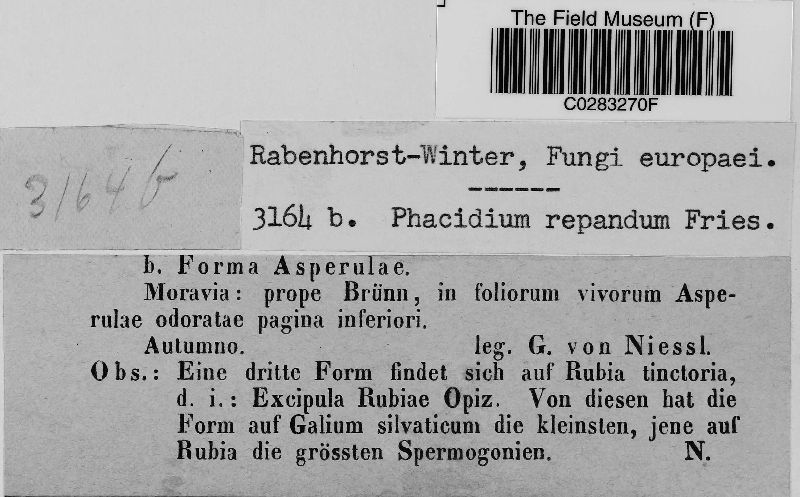 The Field Museum (F)
C0283270F
3164 b
Rabenhorst-Winter, Fungi europaei.
3164 b. Phacidium repandum Fries.
b. Forma Asperulae.
Moravia: prope Brünn, in foliorum vivorum Aspe-
rulae odoratae pagina inferiori.
Autumno. leg. G. von Niessl.
Obs.: Eine dritte Form findet sich auf Rubia tinctoria,
d. i.: Excipula Rubiae Opiz. Von diesen hat die
Form auf Galium silvaticum die kleinsten, jene auf
Rubia die grössten Spermogonien. N.